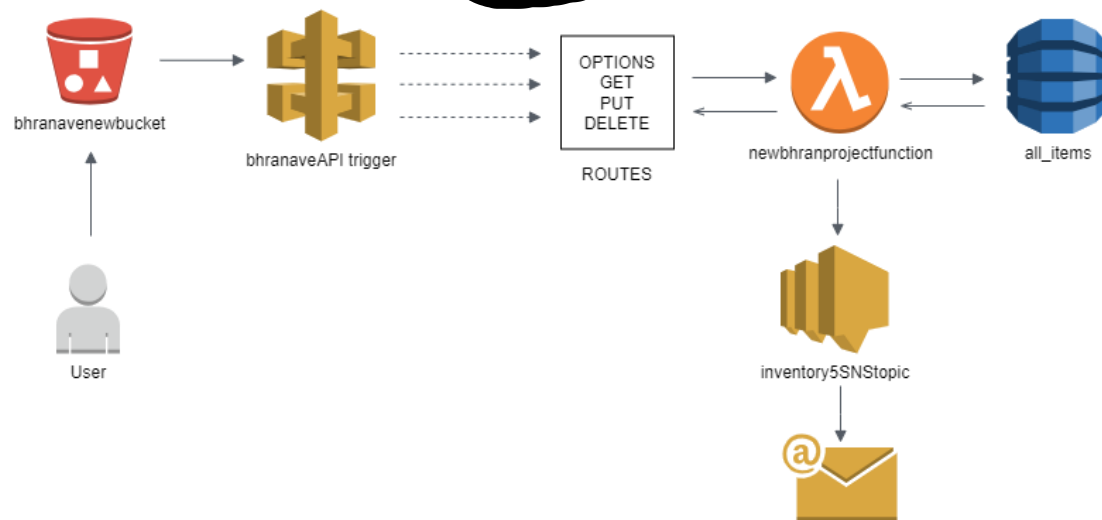 OPTIONS
GET
PUT
DELETE
bhranavenewbucket
bhranaveAPI trigger
ROUTES
newbhranprojectfunction
all_items
User
inventory5SNStopic
@